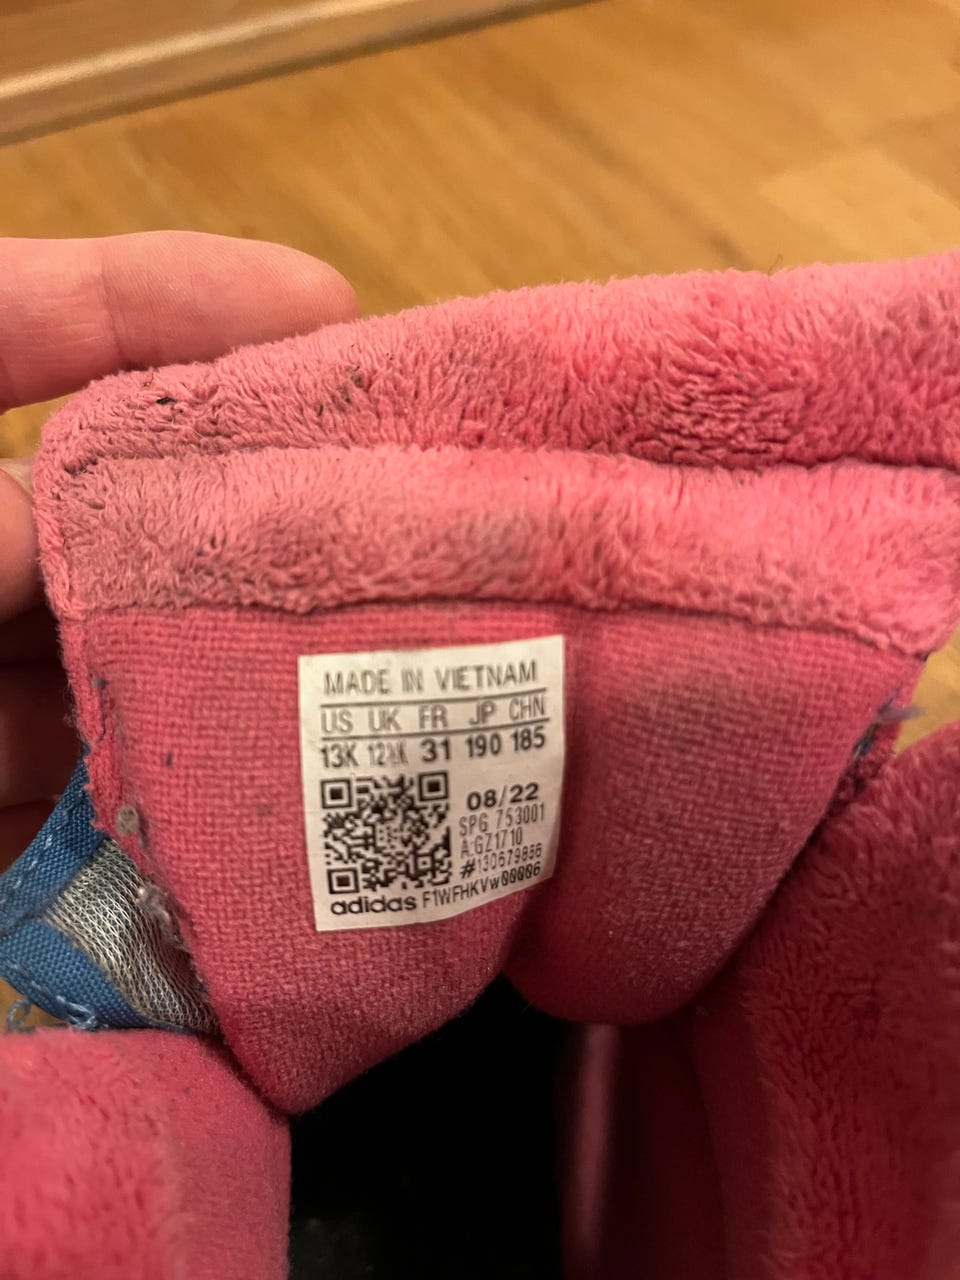 MADE IN VIETNAM
US UK FR JP CHN
13K 12½K 31 190 185
08/22
SPG 753001
A:GZ1710
#130679856
adidas F1WFHKVw00006